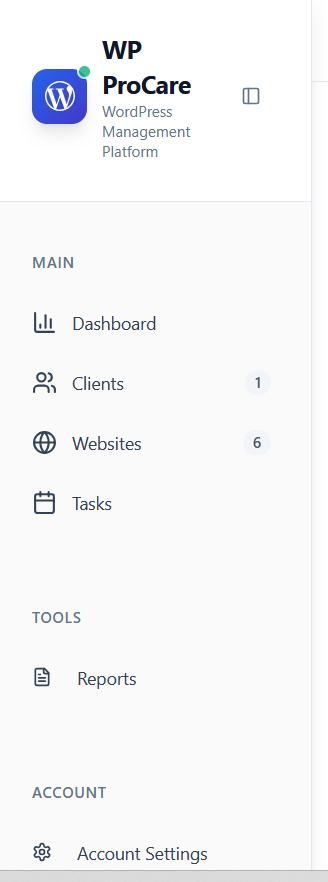 WP
ProCare
WordPress
Management
Platform
MAIN
Dashboard
Clients 1
Websites 6
Tasks
TOOLS
Reports
ACCOUNT
Account Settings